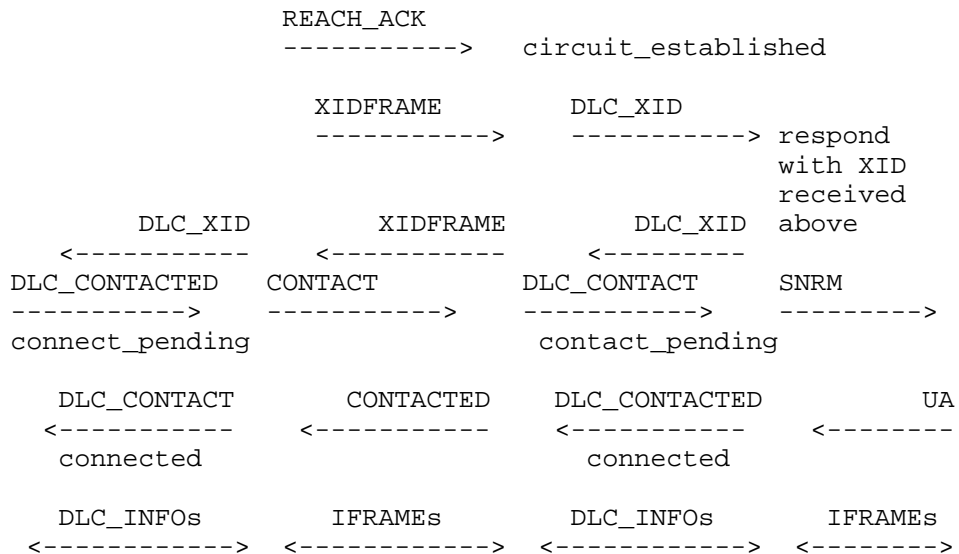 REACH_ACK
                ----------->   circuit_established

                  XIDFRAME      DLC_XID
                  ----------->    -----------> respond
                                               with XID
                                               received
        DLC_XID       XIDFRAME       DLC_XID  above
   <-----------    <-----------     <---------
DLC_CONTACTED   CONTACT         DLC_CONTACT     SNRM
----------->    ----------->    ----------->    --------->
connect_pending                  contact_pending

   DLC_CONTACT       CONTACTED    DLC_CONTACTED          UA
  <-----------    <-----------    <-----------    <--------
   connected                        connected

   DLC_INFOs        IFRAMEs        DLC_INFOs       IFRAMEs
 <------------>  <------------>  <------------>  <-------->